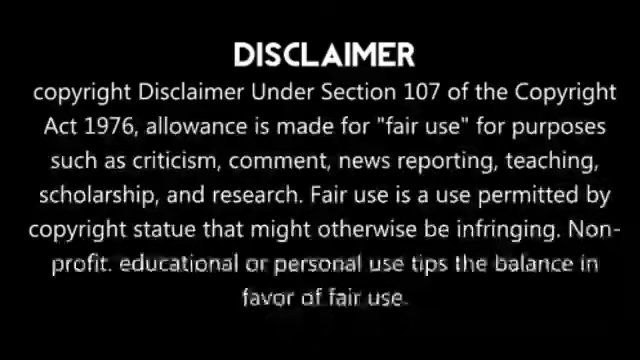 DISCLAIMER
copyright Disclaimer Under Section 107 of the Copyright
Act 1976, allowance is made for "fair use" for purposes
such as criticism, comment, news reporting, teaching,
scholarship, and research. Fair use is a use permitted by
copyright statue that might otherwise be infringing. Non-
profit. educational or personal use tips the balance in
favor of fair use.